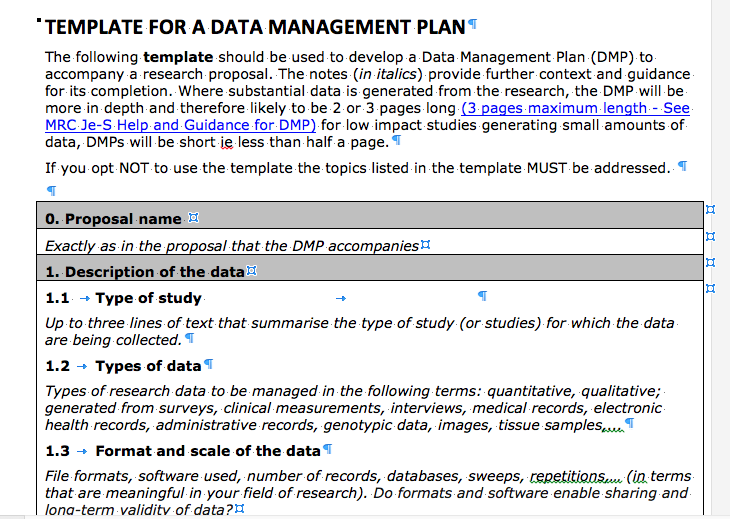 TEMPLATE FOR A DATA MANAGEMENT PLAN
The following template should be used to develop a Data Management Plan (DMP) to
accompany a research proposal. The notes (in italics) provide further context and guidance
for its completion. Where substantial data is generated from the research, the DMP will be
more in depth and therefore likely to be 2 or 3 pages long (3 pages maximum length - See
MRC Je-S Help and Guidance for DMP) for low impact studies generating small amounts of
data, DMPs will be short ie less than half a page.
If you opt NOT to use the template the topics listed in the template MUST be addressed.
0. Proposal name
Exactly as in the proposal that the DMP accompanies
1. Description of the data
1.1 Type of study
Up to three lines of text that summarise the type of study (or studies) for which the data
are being collected.
1.2 Types of data
Types of research data to be managed in the following terms: quantitative, qualitative;
generated from surveys, clinical measurements, interviews, medical records, electronic
health records, administrative records, genotypic data, images, tissue samples,...
1.3 Format and scale of the data
File formats, software used, number of records, databases, sweeps, repetitions,... (in terms
that are meaningful in your field of research). Do formats and software enable sharing and
long-term validity of data?